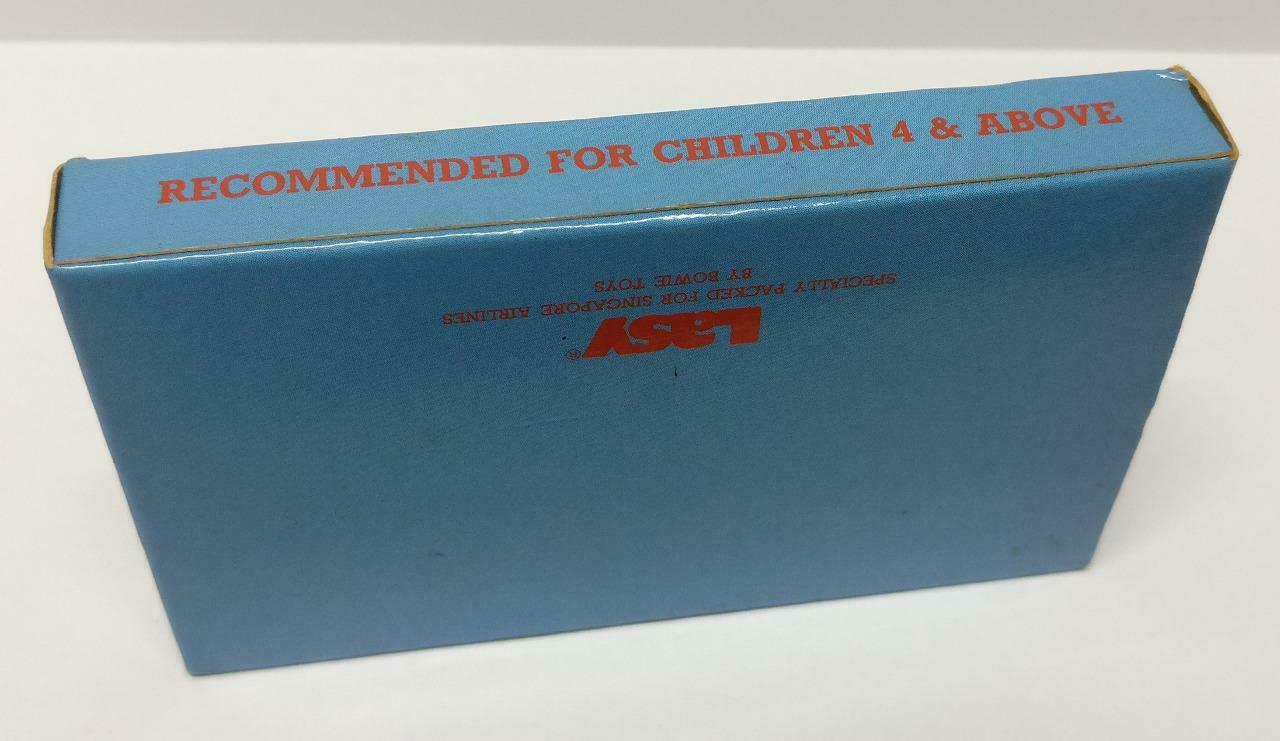 RECOMMENDED FOR CHILDREN 4 & ABOVE
LASY®
SPECIALLY PACKED FOR SINGAPORE AIRLINES
BY BOWIE TOYS